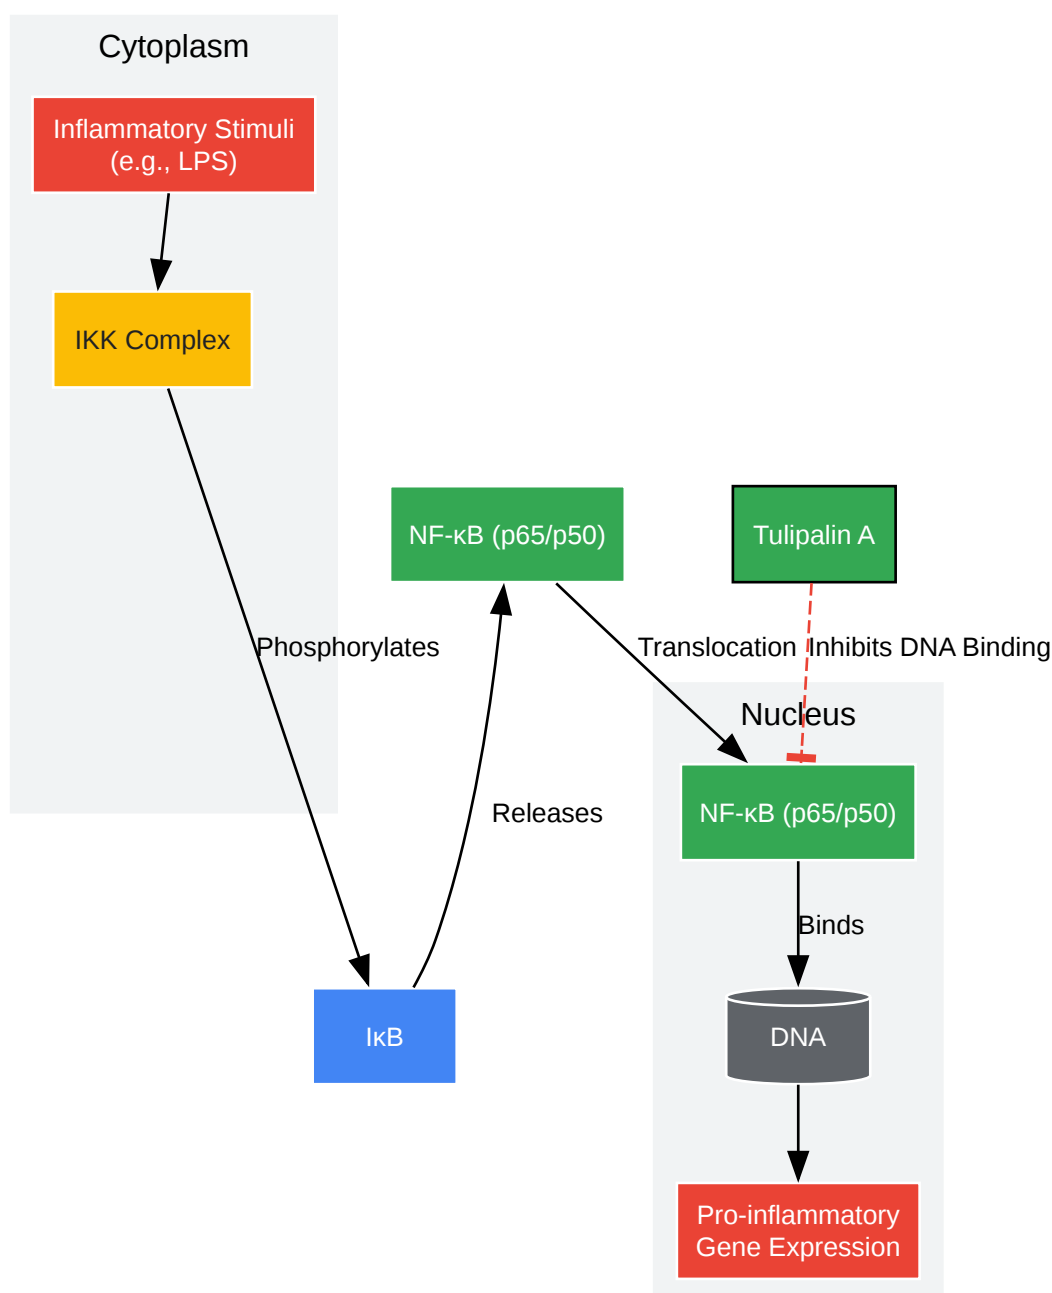 Cytoplasm
Inflammatory Stimuli
(e.g., LPS)
IKK Complex
NF-κB (p65/p50)
Tulipalin A
Phosphorylates
Translocation
Inhibits DNA Binding
Nucleus
Releases
NF-κB (p65/p50)
Binds
IκB
DNA
Pro-inflammatory
Gene Expression